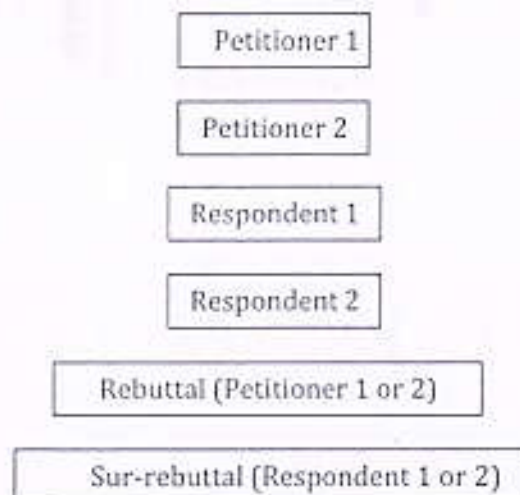 Petitioner 1
Petitioner 2
Respondent 1
Respondent 2
Rebuttal (Petitioner 1 or 2)
Sur-rebuttal (Respondent 1 or 2)